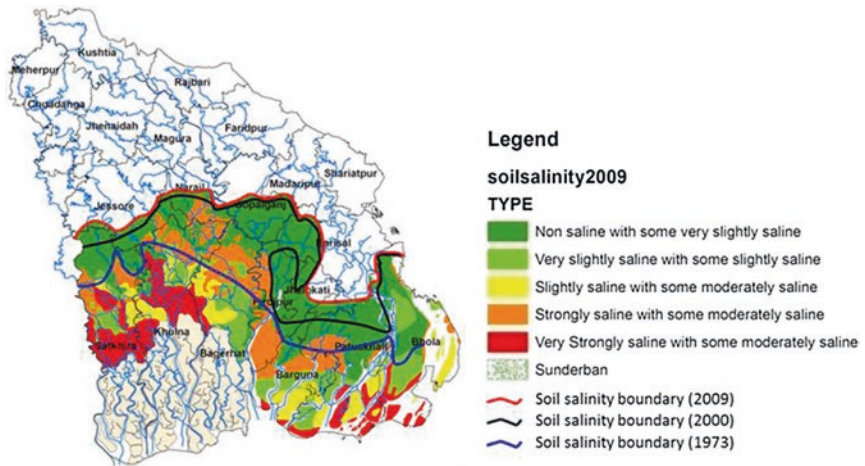 Kushtia
Meherpur
Rajbari
Chuadanga
Jhenaidah
Magura
Faridpur
Shariatpur
Madaripur
Narail
Gopalganj
Jessore
Barisal
Jhalokati
Pirojpur
Khulna
Satkhira
Bagerhat
Patuakhali
Bhola
Barguna
Legend
soilsalinity2009
TYPE
Non saline with some very slightly saline
Very slightly saline with some slightly saline
Slightly saline with some moderately saline
Strongly saline with some moderately saline
Very Strongly saline with some moderately saline
Sunderban
Soil salinity boundary (2009)
Soil salinity boundary (2000)
Soil salinity boundary (1973)